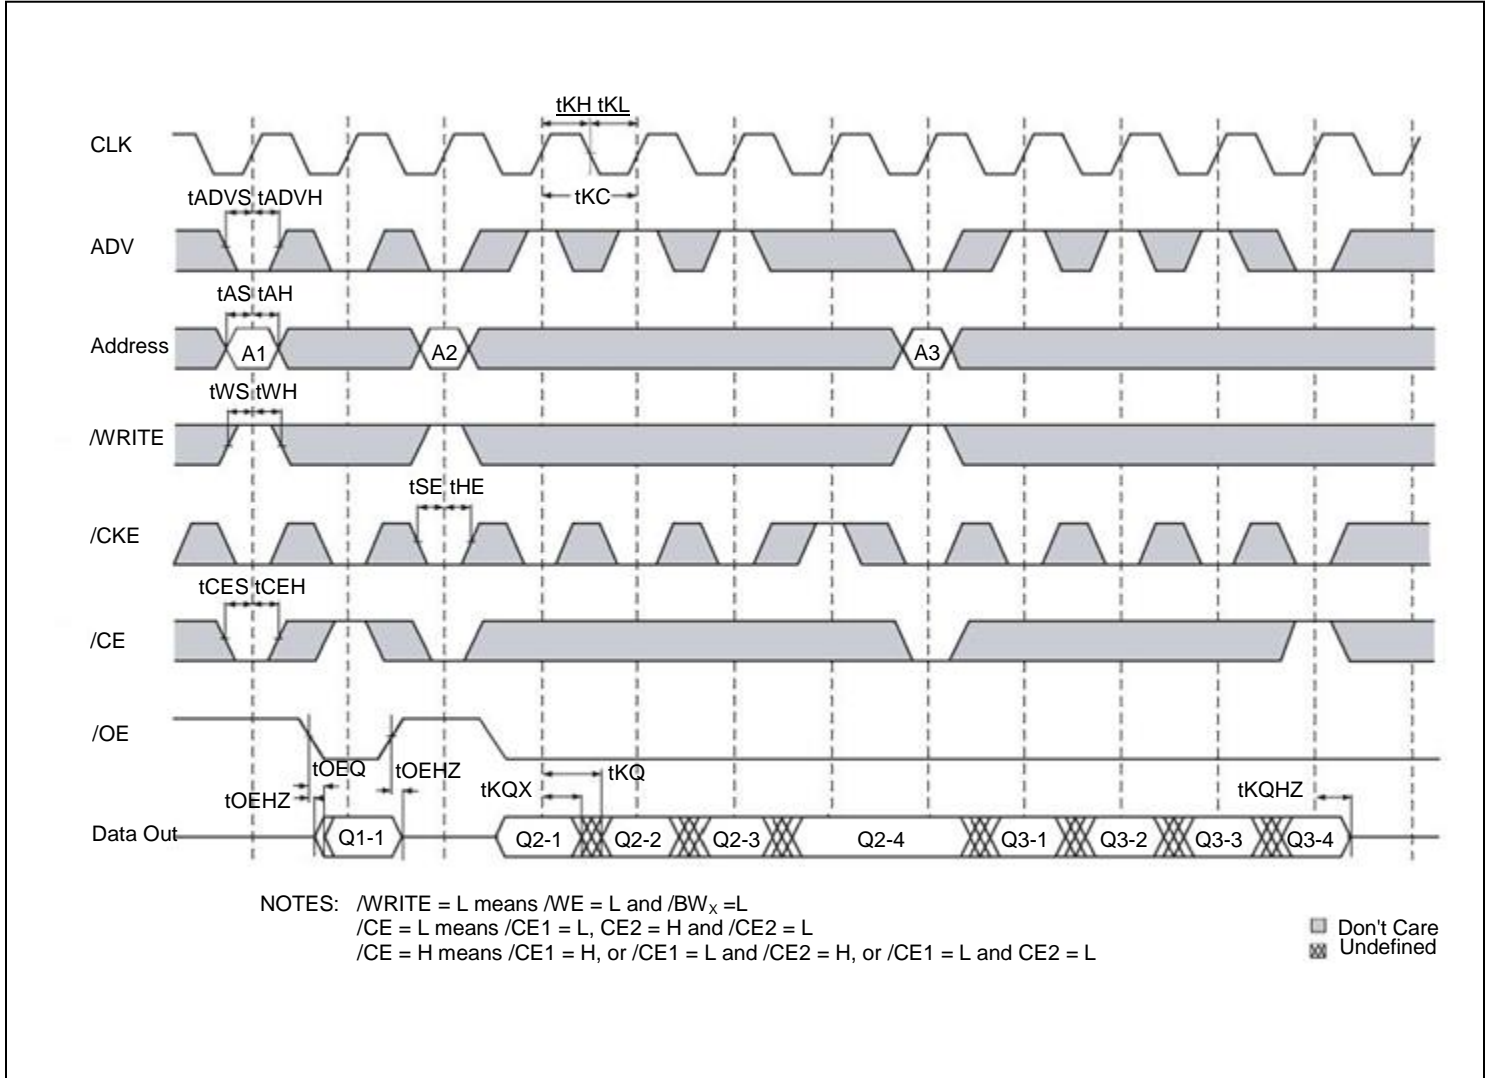 tKH tKL
CLK
tKC
tADVS tADVH
ADV
tAS tAH
Address
A1
A2
A3
tWS tWH
/WRITE
tSE tHE
/CKE
tCES tCEH
/CE
/OE
tOEQ
tOEHZ
tKQ
tOEHZ
tKQX
tKQHZ
Data Out
Q1-1
Q2-1
Q2-2
Q2-3
Q2-4
Q3-1
Q3-2
Q3-3
Q3-4
NOTES: /WRITE = L means /WE = L and /BWX =L
/CE = L means /CE1 = L, CE2 = H and /CE2 = L
/CE = H means /CE1 = H, or /CE1 = L and /CE2 = H, or /CE1 = L and CE2 = L
Don't Care
Undefined